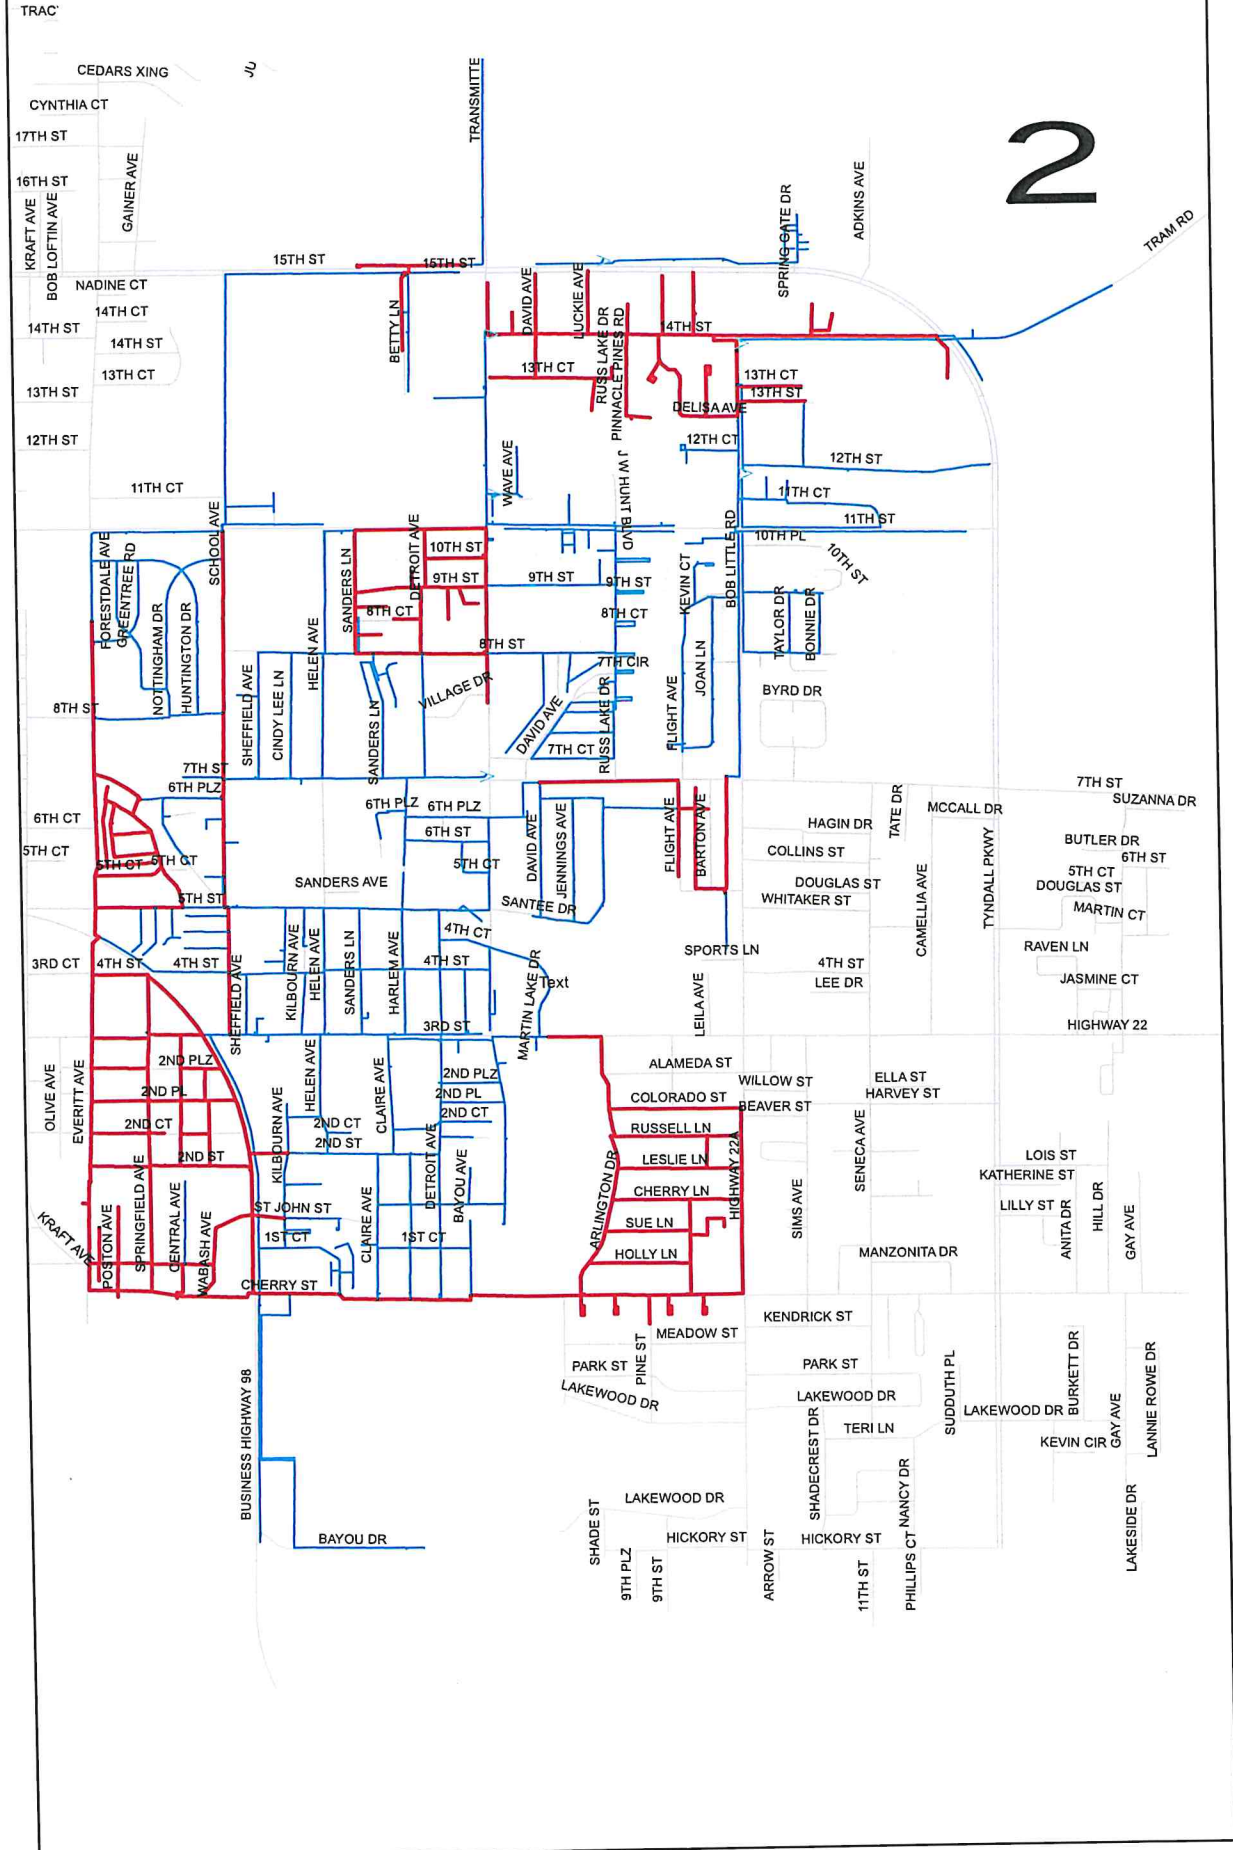 TRAC
CEDARS XING
JU
TRANSMITTE
CYNTHIA CT
2
17TH ST
16TH ST
GAINER AVE
KRAFT AVE
BOB LOFTIN AVE
ADKINS AVE
SPRING GATE DR
TRAM RD
15TH ST
15TH ST
NADINE CT
14TH CT
14TH ST
14TH ST
13TH CT
13TH ST
12TH ST
11TH CT
BETTY LN
DAVID AVE
LUCKIE AVE
RUSS LAKE DR
PINNACLE PINES RD
14TH ST
13TH CT
13TH CT
13TH ST
DELISA AVE
12TH CT
12TH ST
WAVE AVE
J W HUNT BLVD
11TH CT
11TH ST
SCHOOL AVE
BOB LITTLE RD
10TH PL
10TH ST
FORESTDALE AVE
GREENTREE RD
NOTTINGHAM DR
HUNTINGTON DR
SANDERS LN
DETROIT AVE
10TH ST
9TH ST
8TH CT
9TH ST
9TH ST
8TH CT
KEVIN CT
TAYLOR DR
BONNIE DR
HELEN AVE
8TH ST
7TH CIR
JOAN LN
SHEFFIELD AVE
CINDY LEE LN
SANDERS LN
VILLAGE DR
DAVID AVE
RUSS LAKE DR
FLIGHT AVE
BYRD DR
8TH ST
7TH CT
7TH ST
6TH PLZ
7TH ST
SUZANNA DR
6TH CT
5TH CT
5TH CT
5TH CT
6TH PLZ
6TH PLZ
6TH ST
5TH CT
DAVID AVE
JENNINGS AVE
FLIGHT AVE
BARTON AVE
TATE DR
MCCALL DR
HAGIN DR
TYNDALL PKWY
BUTLER DR
6TH ST
COLLINS ST
5TH CT
SANDERS AVE
DOUGLAS ST
DOUGLAS ST
5TH ST
SANTEE DR
WHITAKER ST
CAMELLIA AVE
MARTIN CT
4TH CT
RAVEN LN
SPORTS LN
3RD CT
4TH ST
4TH ST
KILBOURN AVE
HELEN AVE
SANDERS LN
HARLEM AVE
4TH ST
MARTIN LAKE DR
Text
4TH ST
LEE DR
JASMINE CT
SHEFFIELD AVE
LEILA AVE
3RD ST
HIGHWAY 22
OLIVE AVE
EVERITT AVE
2ND PLZ
2ND PL
2ND CT
2ND ST
HELEN AVE
KILBOURN AVE
CLAIRE AVE
2ND CT
2ND ST
2ND PLZ
2ND PL
2ND CT
ALAMEDA ST
WILLOW ST
ELLA ST
COLORADO ST
HARVEY ST
BEAVER ST
RUSSELL LN
LESLIE LN
HIGHWAY 22A
CHERRY LN
SUE LN
HOLLY LN
ARLINGTON DR
SENECA AVE
SIMS AVE
LOIS ST
KATHERINE ST
LILLY ST
ANITA DR
HILL DR
GAY AVE
MANZONITA DR
KRAFT AVE
POSTON AVE
SPRINGFIELD AVE
CENTRAL AVE
WABASH AVE
ST JOHN ST
1ST CT
CLAIRE AVE
DETROIT AVE
BAYOU AVE
1ST CT
CHERRY ST
KENDRICK ST
MEADOW ST
PINE ST
PARK ST
PARK ST
LAKEWOOD DR
LAKEWOOD DR
LAKEWOOD DR
SUDDUTH PL
BURKETT DR
LANNIE ROWE DR
BUSINESS HIGHWAY 98
SHADECREST DR
TERI LN
KEVIN CIR
GAY AVE
LAKEWOOD DR
NANCY DR
LAKESIDE DR
SHADE ST
BAYOU DR
HICKORY ST
HICKORY ST
ARROW ST
PHILLIPS CT
9TH PLZ
9TH ST
11TH ST